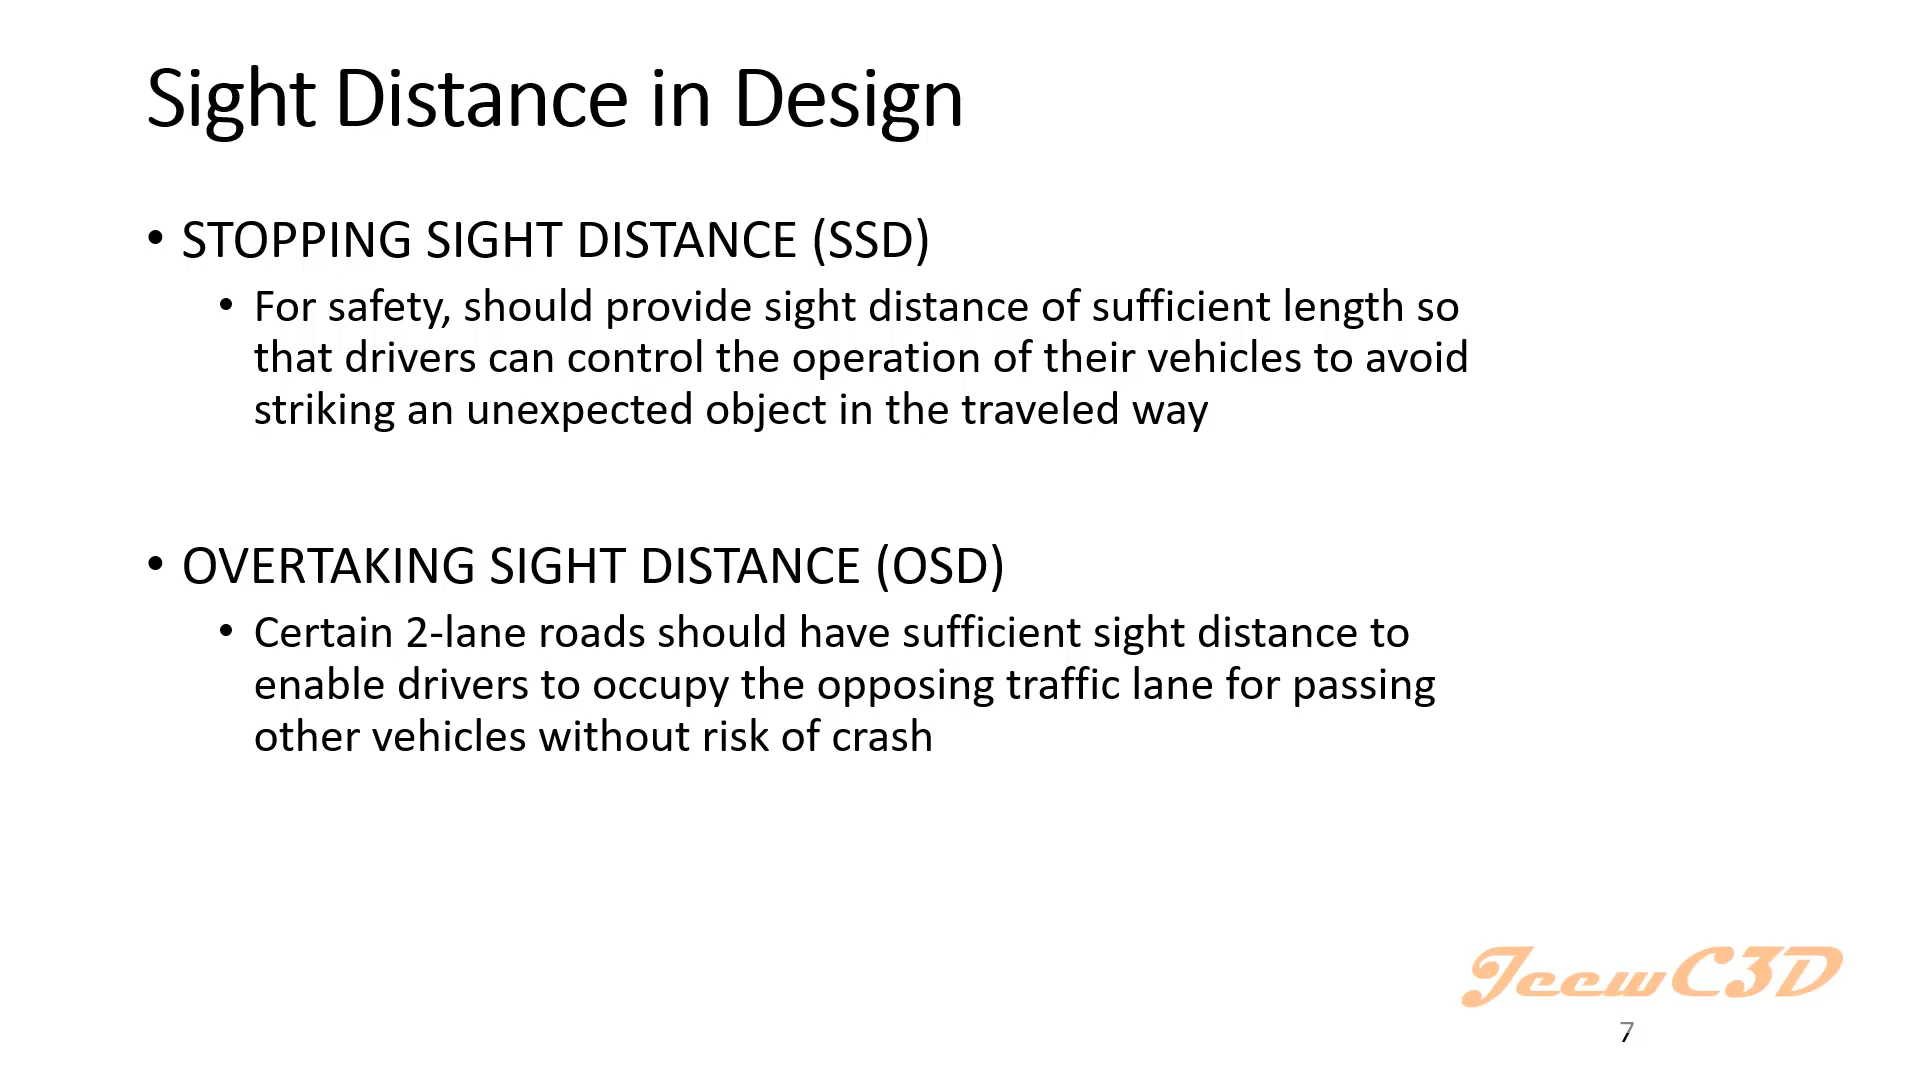 Sight Distance in Design
• STOPPING SIGHT DISTANCE (SSD)
• For safety, should provide sight distance of sufficient length so
that drivers can control the operation of their vehicles to avoid
striking an unexpected object in the traveled way
• OVERTAKING SIGHT DISTANCE (OSD)
• Certain 2-lane roads should have sufficient sight distance to
enable drivers to occupy the opposing traffic lane for passing
other vehicles without risk of crash
JeewC3D
7